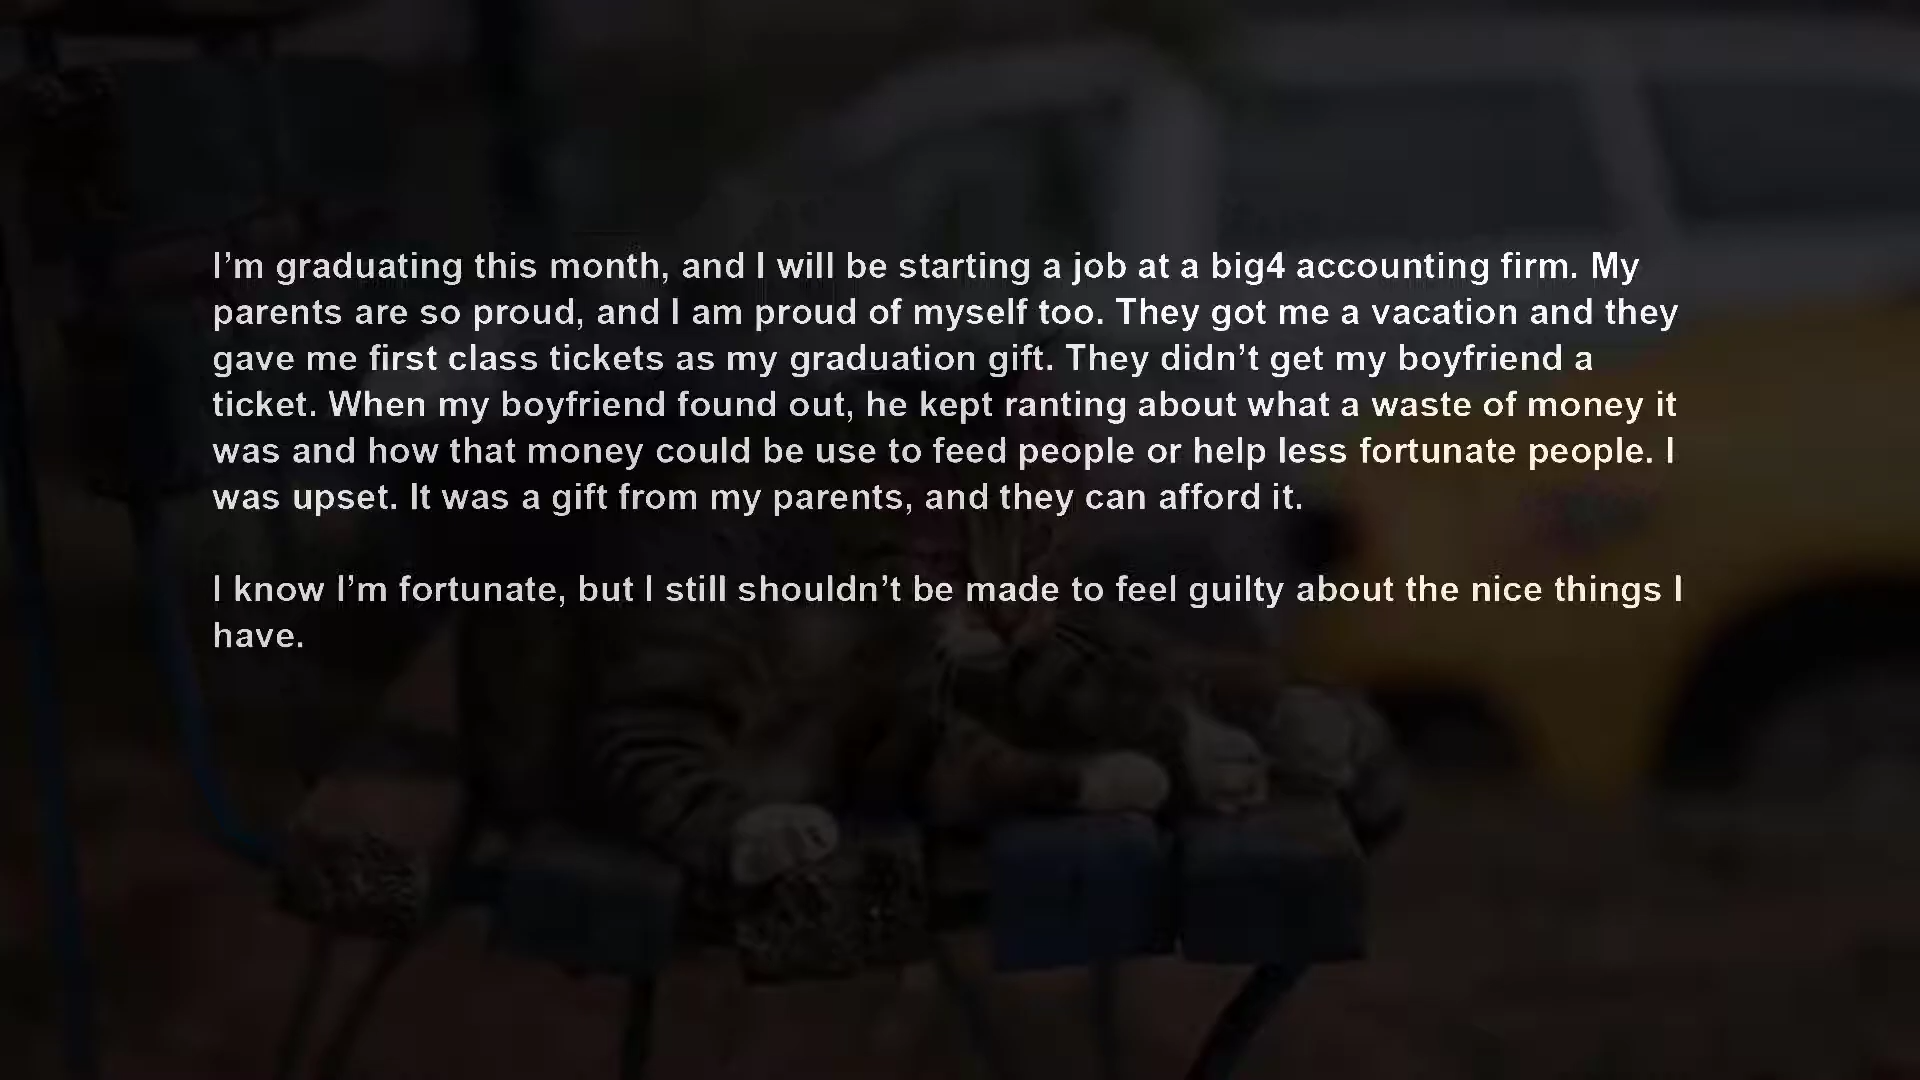 I’m graduating this month, and I will be starting a job at a big4 accounting firm. My
parents are so proud, and I am proud of myself too. They got me a vacation and they
gave me first class tickets as my graduation gift. They didn’t get my boyfriend a
ticket. When my boyfriend found out, he kept ranting about what a waste of money it
was and how that money could be use to feed people or help less fortunate people. I
was upset. It was a gift from my parents, and they can afford it.
I know I’m fortunate, but I still shouldn’t be made to feel guilty about the nice things I
have.